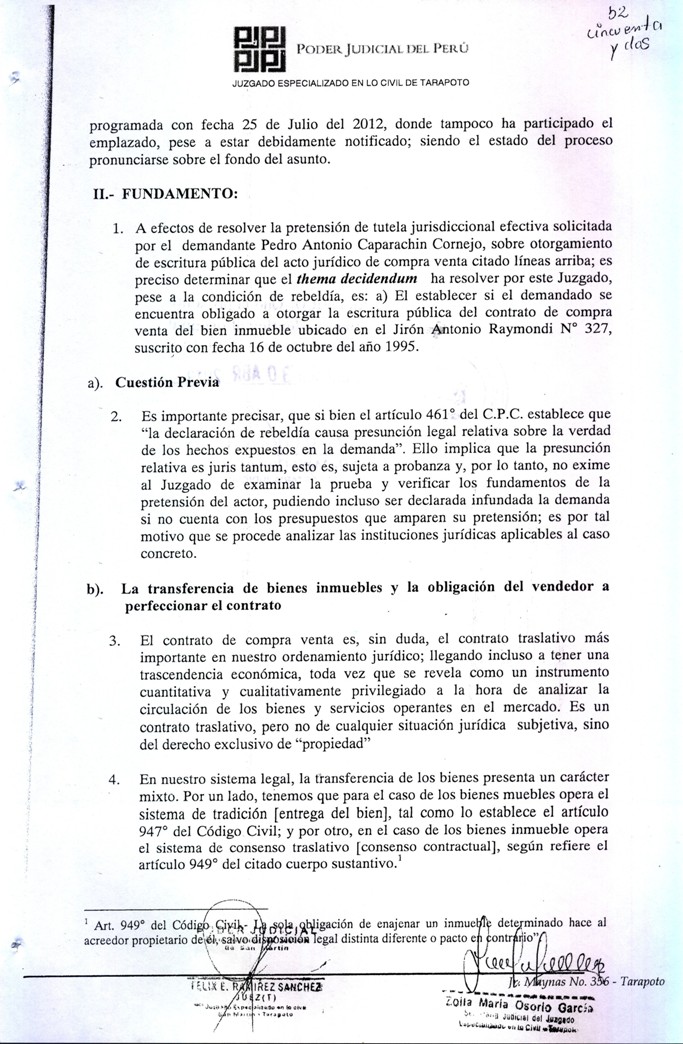 52
cincuenta
y dos
PODER JUDICIAL DEL PERÚ
JUZGADO ESPECIALIZADO EN LO CIVIL DE TARAPOTO
programada con fecha 25 de Julio del 2012, donde tampoco ha participado el
emplazado, pese a estar debidamente notificado; siendo el estado del proceso
pronunciarse sobre el fondo del asunto.
II.- FUNDAMENTO:
1. A efectos de resolver la pretensión de tutela jurisdiccional efectiva solicitada
por el demandante Pedro Antonio Caparachin Cornejo, sobre otorgamiento
de escritura pública del acto jurídico de compra venta citado líneas arriba; es
preciso determinar que el thema decidendum ha resolver por este Juzgado,
pese a la condición de rebeldía, es: a) El establecer si el demandado se
encuentra obligado a otorgar la escritura pública del contrato de compra
venta del bien inmueble ubicado en el Jirón Antonio Raymondi N° 327,
suscrito con fecha 16 de octubre del año 1995.
a). Cuestión Previa
2. Es importante precisar, que si bien el artículo 461° del C.P.C. establece que
“la declaración de rebeldía causa presunción legal relativa sobre la verdad
de los hechos expuestos en la demanda”. Ello implica que la presunción
relativa es juris tantum, esto es, sujeta a probanza y, por lo tanto, no exime
al Juzgado de examinar la prueba y verificar los fundamentos de la
pretensión del actor, pudiendo incluso ser declarada infundada la demanda
si no cuenta con los presupuestos que amparen su pretensión; es por tal
motivo que se procede analizar las instituciones jurídicas aplicables al caso
concreto.
b). La transferencia de bienes inmuebles y la obligación del vendedor a
perfeccionar el contrato
3. El contrato de compra venta es, sin duda, el contrato traslativo más
importante en nuestro ordenamiento jurídico; llegando incluso a tener una
trascendencia económica, toda vez que se revela como un instrumento
cuantitativa y cualitativamente privilegiado a la hora de analizar la
circulación de los bienes y servicios operantes en el mercado. Es un
contrato traslativo, pero no de cualquier situación jurídica subjetiva, sino
del derecho exclusivo de “propiedad”
4. En nuestro sistema legal, la transferencia de los bienes presenta un carácter
mixto. Por un lado, tenemos que para el caso de los bienes muebles opera el
sistema de tradición [entrega del bien], tal como lo establece el artículo
947° del Código Civil; y por otro, en el caso de los bienes inmueble opera
el sistema de consenso traslativo [consenso contractual], según refiere el
artículo 949° del citado cuerpo sustantivo.1
1 Art. 949° del Código Civil- La sola obligación de enajenar un inmueble determinado hace al
acreedor propietario de él, salvo disposición legal distinta diferente o pacto en contrario”
JUDICIAL
De San Martín
Jr. Maynas No. 356 - Tarapoto
FELIX E. RAMIREZ SANCHEZ
JUEZ(T)
San Martin - Tarapoto
Zoila Maria Osorio García
Judicial del Juzgado
Especializado en lo Civil - Tarapoto